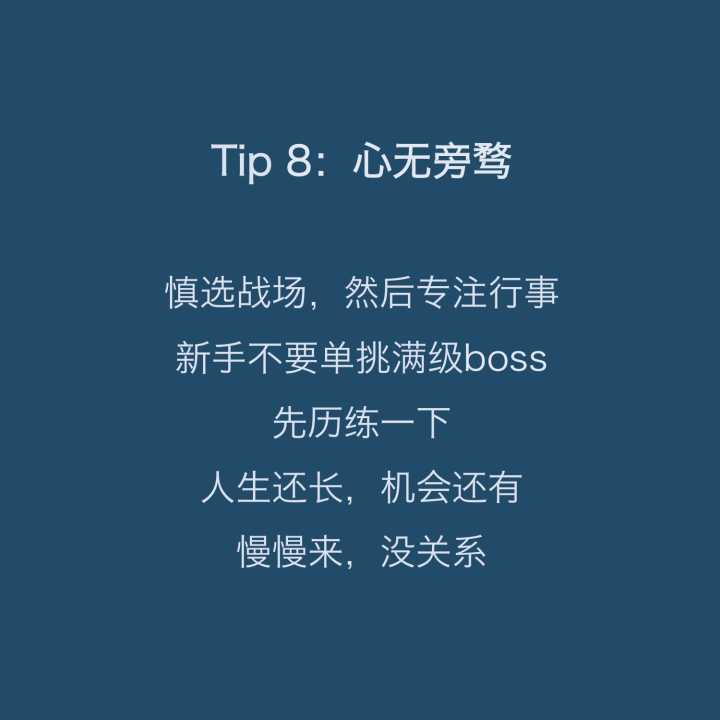 Tip 8：心无旁骛
慎选战场，然后专注行事
新手不要单挑满级boss
先历练一下
人生还长，机会还有
慢慢来，没关系